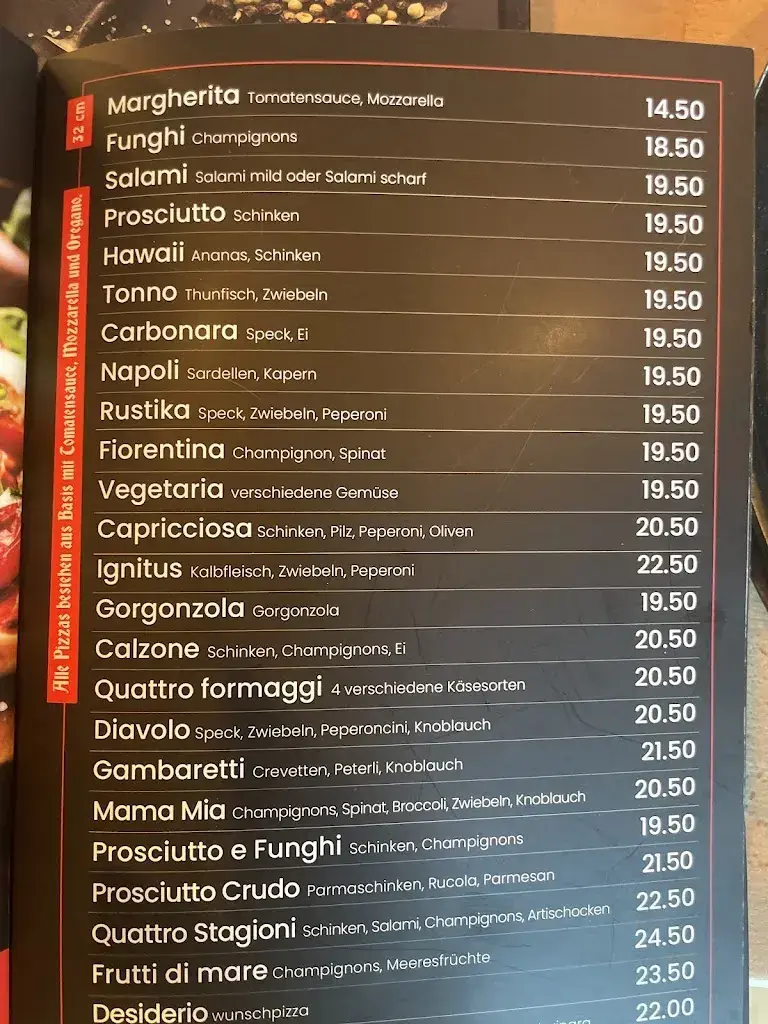 32 cm
Alle Pizzas bestehen aus Basis mit Tomatensauce, Mozzarella und Oregano.
Margherita Tomatensauce, Mozzarella 14.50
Funghi Champignons 18.50
Salami Salami mild oder Salami scharf 19.50
Prosciutto Schinken 19.50
Hawaii Ananas, Schinken 19.50
Tonno Thunfisch, Zwiebeln 19.50
Carbonara Speck, Ei 19.50
Napoli Sardellen, Kapern 19.50
Rustika Speck, Zwiebeln, Peperoni 19.50
Fiorentina Champignon, Spinat 19.50
Vegetaria verschiedene Gemüse 19.50
Capricciosa Schinken, Pilz, Peperoni, Oliven 20.50
Ignitus Kalbfleisch, Zwiebeln, Peperoni 22.50
Gorgonzola Gorgonzola 19.50
Calzone Schinken, Champignons, Ei 20.50
Quattro formaggi 4 verschiedene Käsesorten 20.50
Diavolo Speck, Zwiebeln, Peperoncini, Knoblauch 20.50
Gambaretti Crevetten, Peterli, Knoblauch 21.50
Mama Mia Champignons, Spinat, Broccoli, Zwiebeln, Knoblauch 20.50
Prosciutto e Funghi Schinken, Champignons 19.50
Prosciutto Crudo Parmaschinken, Rucola, Parmesan 21.50
Quattro Stagioni Schinken, Salami, Champignons, Artischocken 22.50
Frutti di mare Champignons, Meeresfrüchte 24.50
Desiderio wunschpizza 23.50
22.00